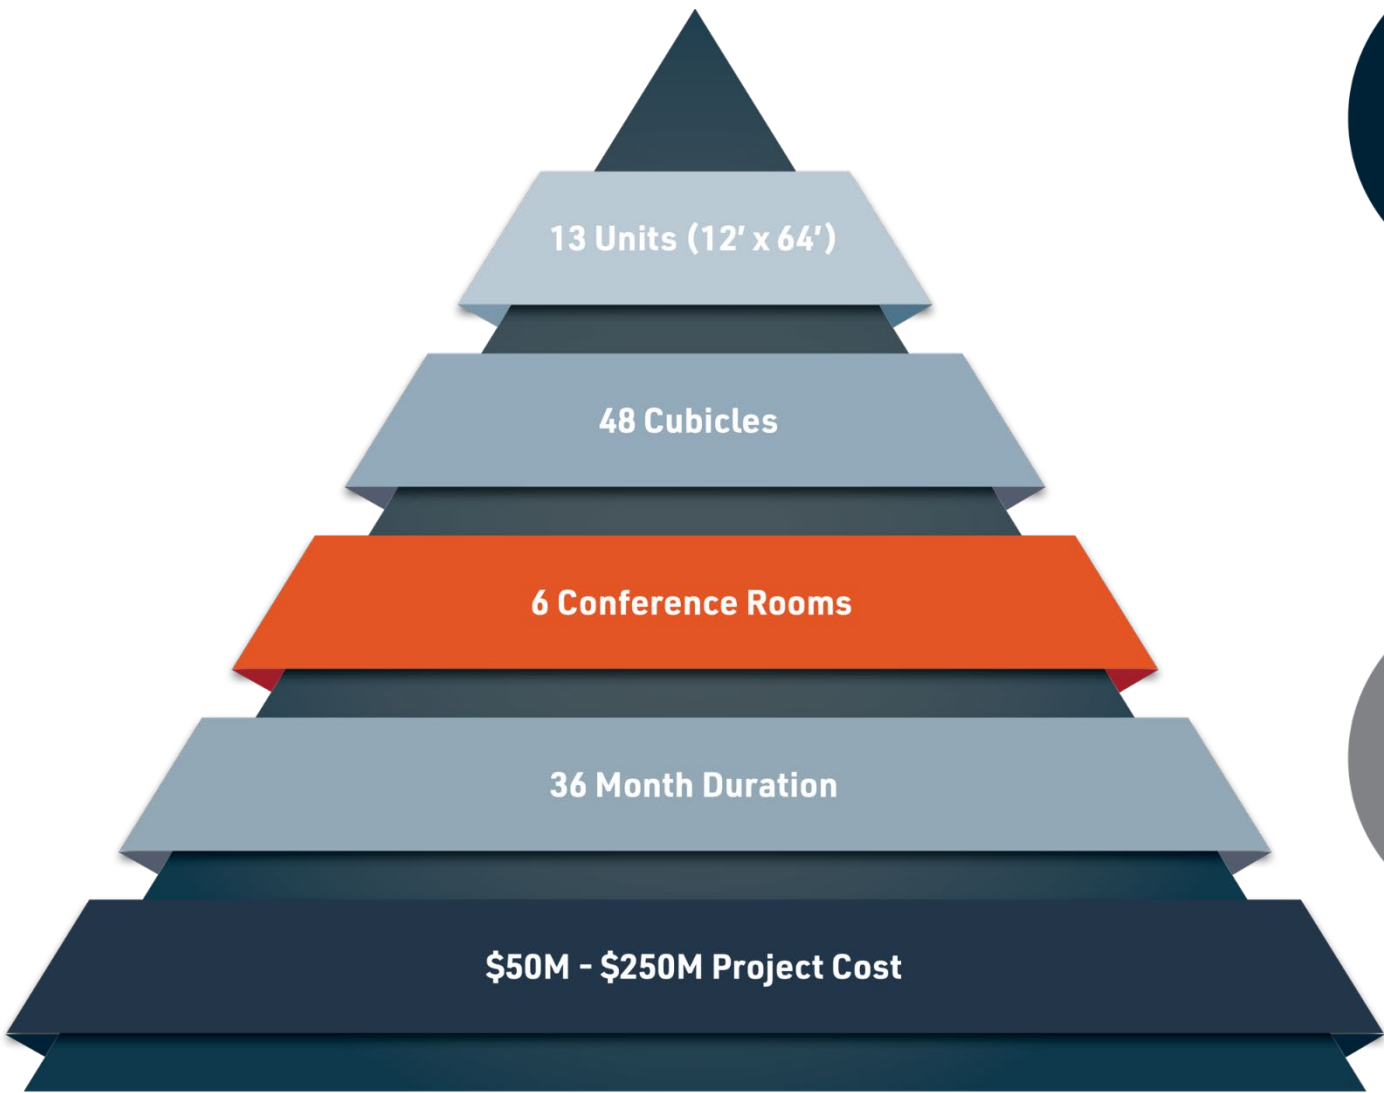 13 Units (12' x 64')
48 Cubicles
6 Conference Rooms
36 Month Duration
$50M - $250M Project Cost